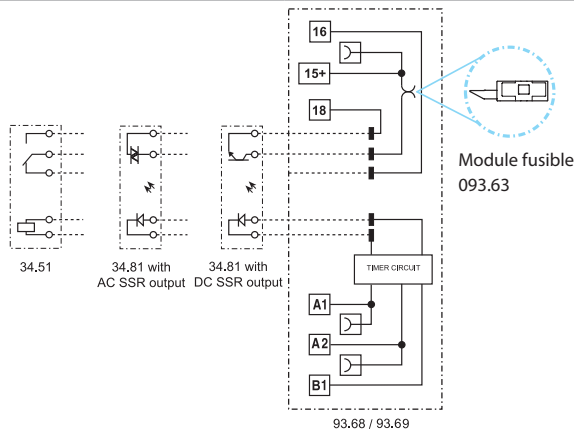 16
15+
18
Module fusible
093.63
34.51
34.81 with
AC SSR output
34.81 with
DC SSR output
TIMER CIRCUIT
A1
A2
B1
93.68 / 93.69